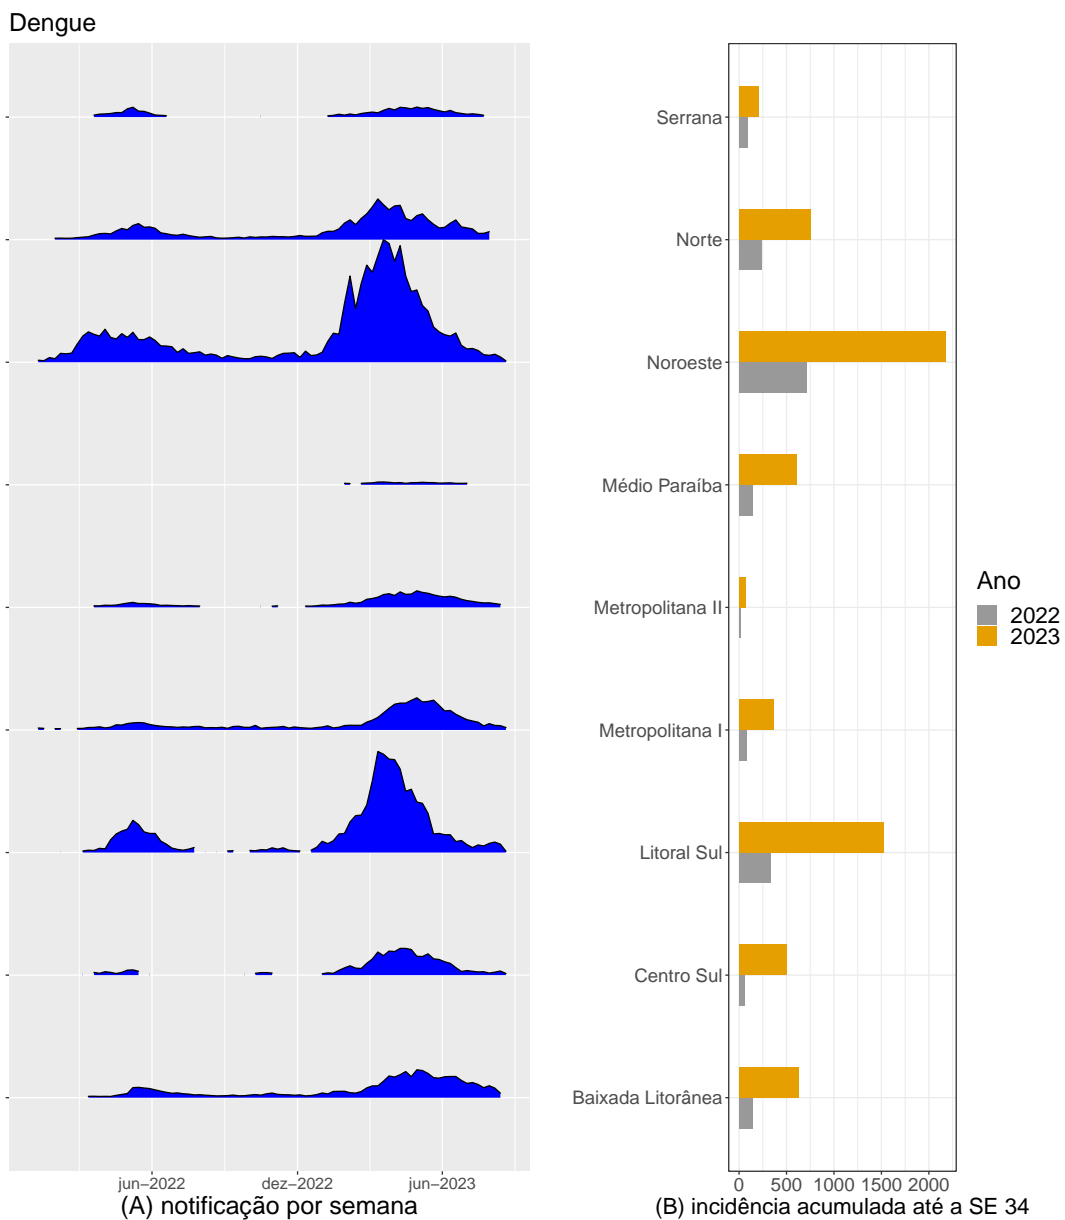 Dengue
Serrana
Norte
Noroeste
Médio Paraíba
Metropolitana II
Metropolitana I
Litoral Sul
Centro Sul
Baixada Litorânea
jun–2022 dez–2022 jun–2023
(A) notificação por semana
0 500 1000 1500 2000
(B) incidência acumulada até a SE 34
Ano
2022
2023